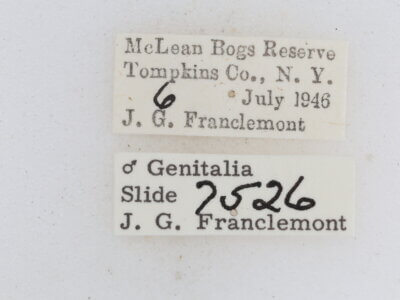 McLean Bogs Reserve
Tompkins Co., N. Y.
6 July 1946
J. G. Franclemont
♂ Genitalia
Slide 7526
J. G. Franclemont